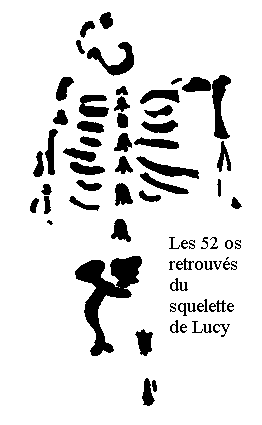 Les 52 os
retrouvés
du
squelette
de Lucy